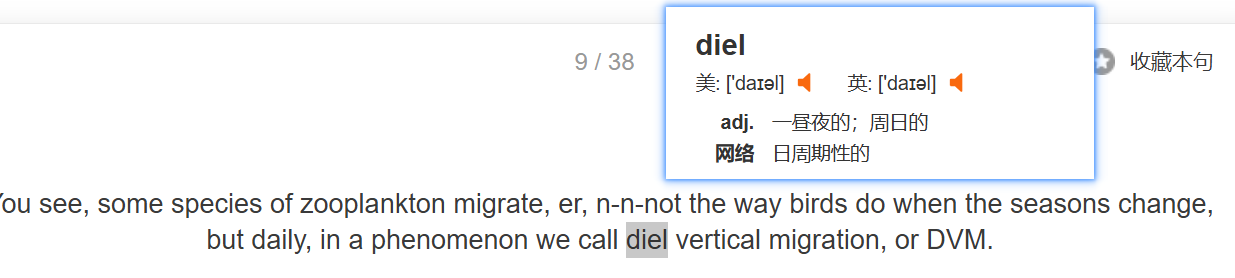 diel
9 / 38
收藏本句
美: ['daɪəl] 英: ['daɪəl]
adj. 一昼夜的；周日的
网络 日周期性的
You see, some species of zooplankton migrate, er, n-n-not the way birds do when the seasons change,
but daily, in a phenomenon we call diel vertical migration, or DVM.